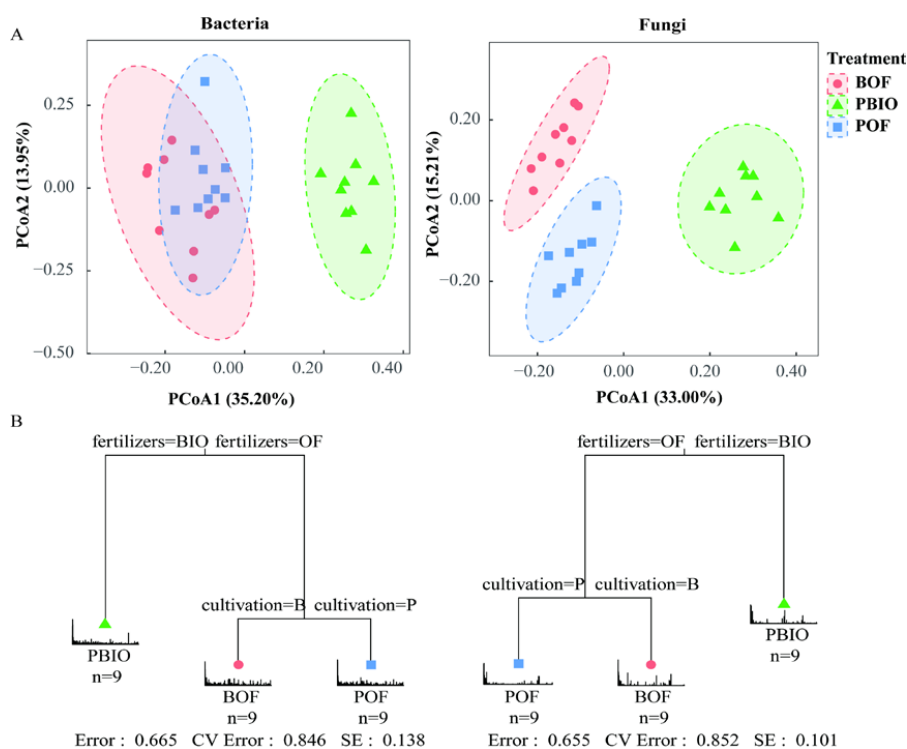 Bacteria
Fungi
A
Treatment
BOF
PBIO
POF
PCoA2 (13.95%)
0.25
0.00
−0.25
−0.50
−0.20 0.00 0.20 0.40
PCoA1 (35.20%)
PCoA2 (15.21%)
0.20
0.00
−0.20
−0.20 0.00 0.20 0.40
PCoA1 (33.00%)
B
fertilizers=BIO fertilizers=OF
cultivation=B cultivation=P
PBIO
n=9
BOF
n=9
POF
n=9
Error : 0.665 CV Error : 0.846 SE : 0.138
fertilizers=OF fertilizers=BIO
cultivation=P cultivation=B
PBIO
n=9
POF
n=9
BOF
n=9
Error : 0.655 CV Error : 0.852 SE : 0.101